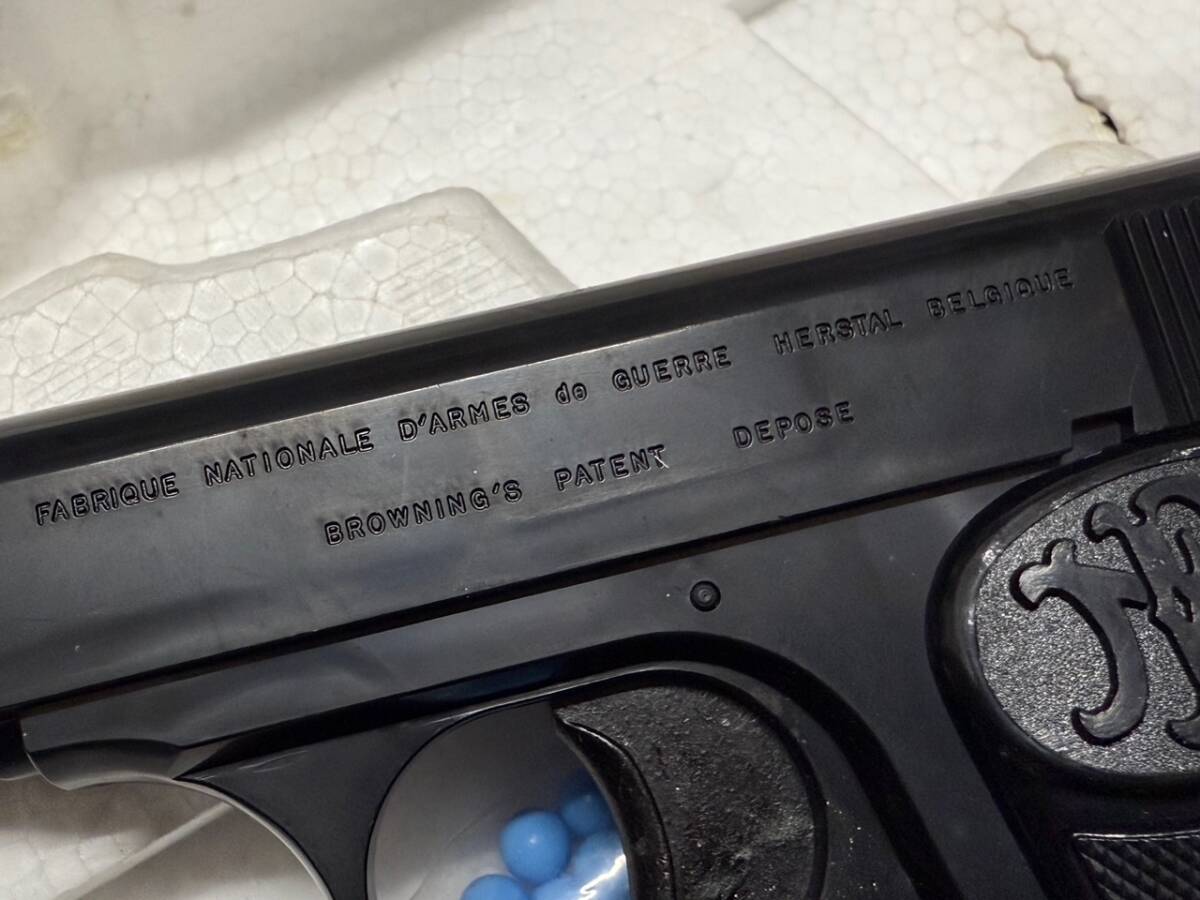 FABRIQUE NATIONALE D'ARMES de GUERRE HERSTAL BELGIQUE
BROWNING'S PATENT DEPOSE